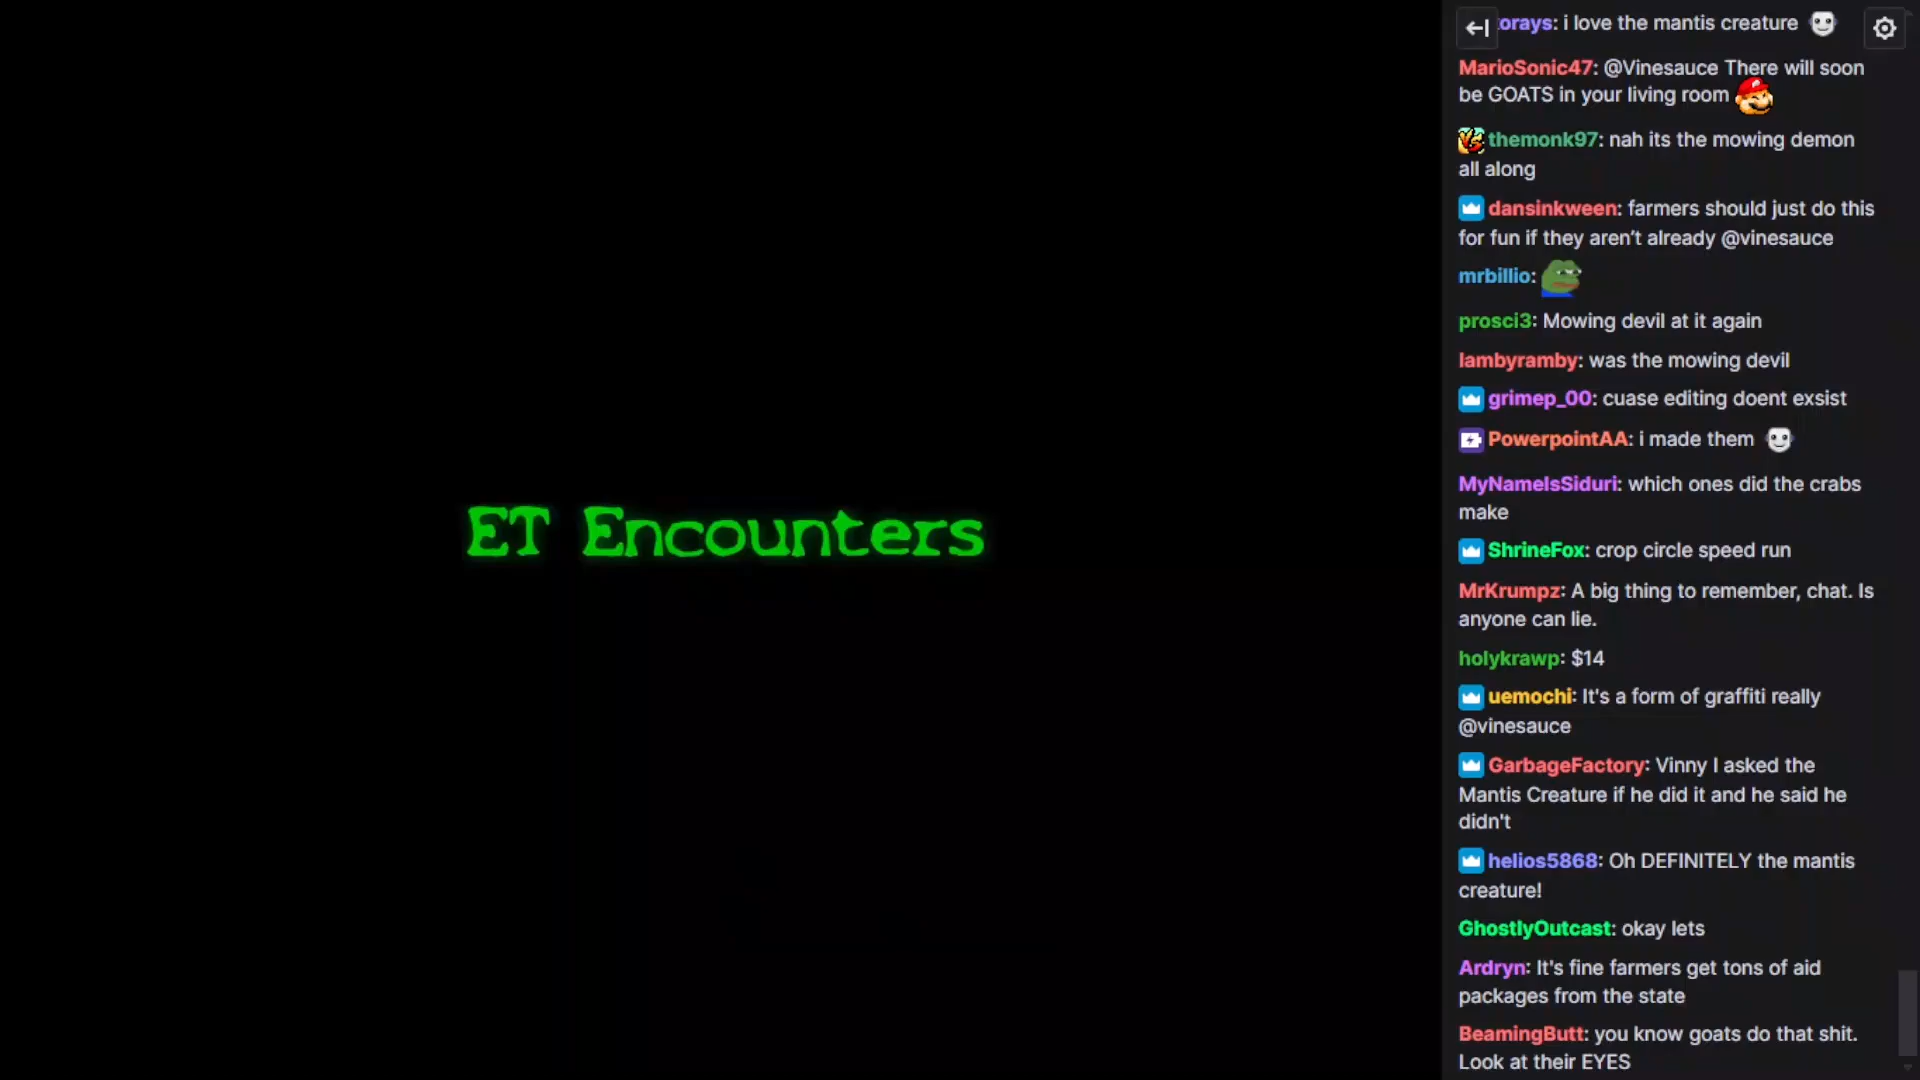 ET Encounters
orays: i love the mantis creature
MarioSonic47: @Vinesauce There will soon
be GOATS in your living room
themonk97: nah its the mowing demon
all along
dansinkween: farmers should just do this
for fun if they aren’t already @vinesauce
mrbillio:
prosci3: Mowing devil at it again
lambyramby: was the mowing devil
grimep_00: cuase editing doent exsist
PowerpointAA: i made them
MyNameIsSiduri: which ones did the crabs
make
ShrineFox: crop circle speed run
MrKrumpz: A big thing to remember, chat. Is
anyone can lie.
holykrawp: $14
uemochi: It's a form of graffiti really
@vinesauce
GarbageFactory: Vinny I asked the
Mantis Creature if he did it and he said he
didn't
helios5868: Oh DEFINITELY the mantis
creature!
GhostlyOutcast: okay lets
Ardryn: It's fine farmers get tons of aid
packages from the state
BeamingButt: you know goats do that shit.
Look at their EYES